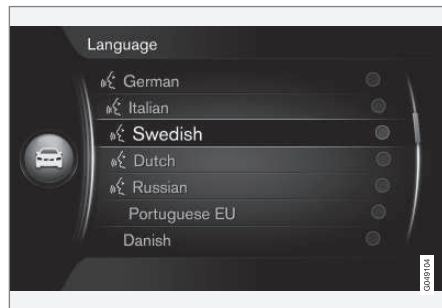 Language
German
Italian
Swedish
Dutch
Russian
Portuguese EU
Danish
G049104